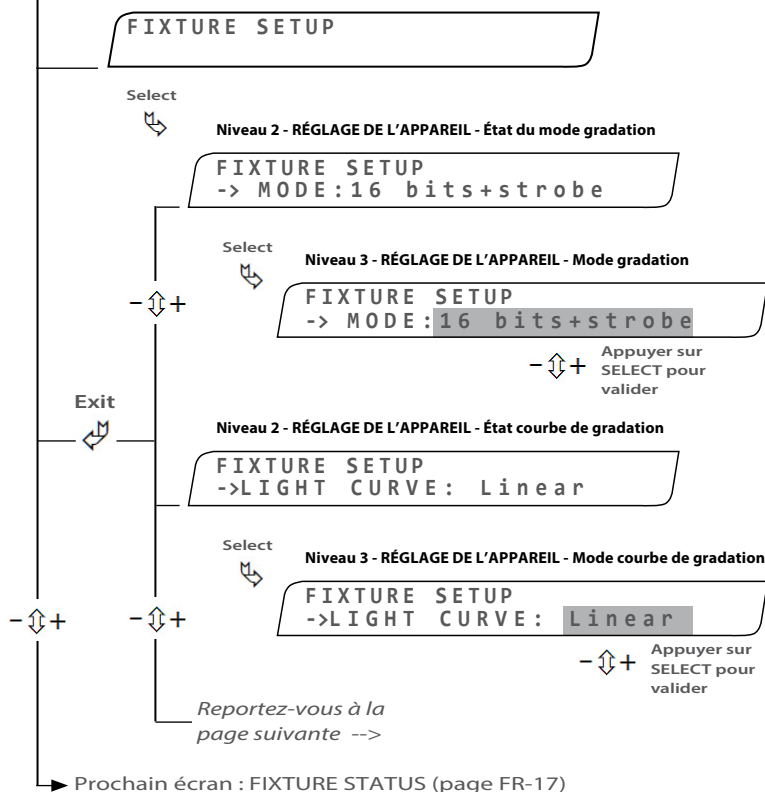 FIXTURE SETUP
Select
Niveau 2 - RÉGLAGE DE L'APPAREIL - État du mode gradation
FIXTURE SETUP
-> MODE:16 bits+strobe
Select
Niveau 3 - RÉGLAGE DE L'APPAREIL - Mode gradation
FIXTURE SETUP
-> MODE:16 bits+strobe
- +
- +
Appuyer sur
SELECT pour
valider
Exit
Niveau 2 - RÉGLAGE DE L'APPAREIL - État courbe de gradation
FIXTURE SETUP
->LIGHT CURVE: Linear
Select
Niveau 3 - RÉGLAGE DE L'APPAREIL - Mode courbe de gradation
FIXTURE SETUP
->LIGHT CURVE: Linear
- +
- +
- +
Appuyer sur
SELECT pour
valider
Reportez-vous à la
page suivante -->
Prochain écran : FIXTURE STATUS (page FR-17)